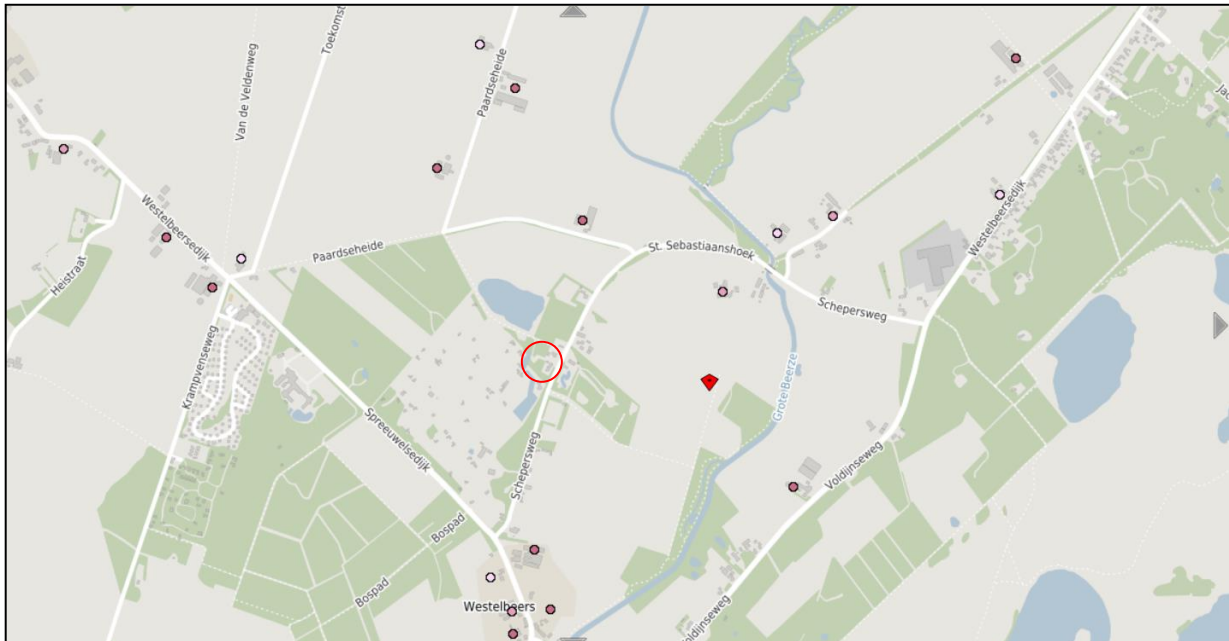 Toekomst
Van de Veldenweg
Paardseheide
Jac
Westelbeersedijk
Westelbeersedijk
St. Sebastiaanshoek
Paardseheide
Heistraat
Schepersweg
Krampvenseweg
Grote Beerze
Spreeuwelsedijk
Schepersweg
Voldijnseweg
Bospad
Bospad
Westelbeers
Voldijnseweg